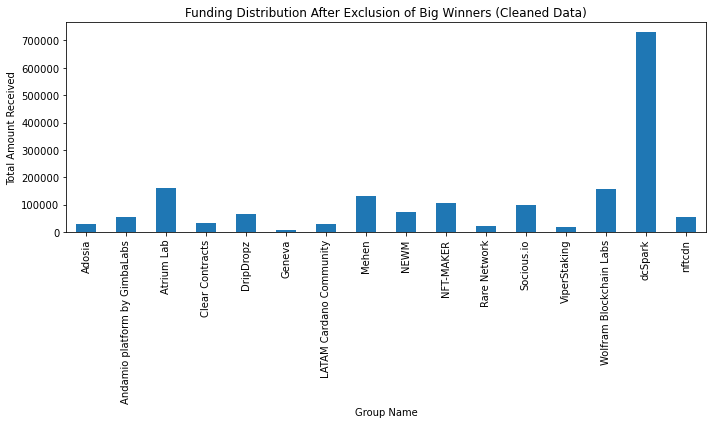 Funding Distribution After Exclusion of Big Winners (Cleaned Data)
Total Amount Received
700000
600000
500000
400000
300000
200000
100000
0
Adosia
Andamio platform by GimbaLabs
Atrium Lab
Clear Contracts
DripDropz
Geneva
LATAM Cardano Community
Mehen
NEWM
NFT-MAKER
Rare Network
Socious.io
ViperStaking
Wolfram Blockchain Labs
dcSpark
nftcdn
Group Name